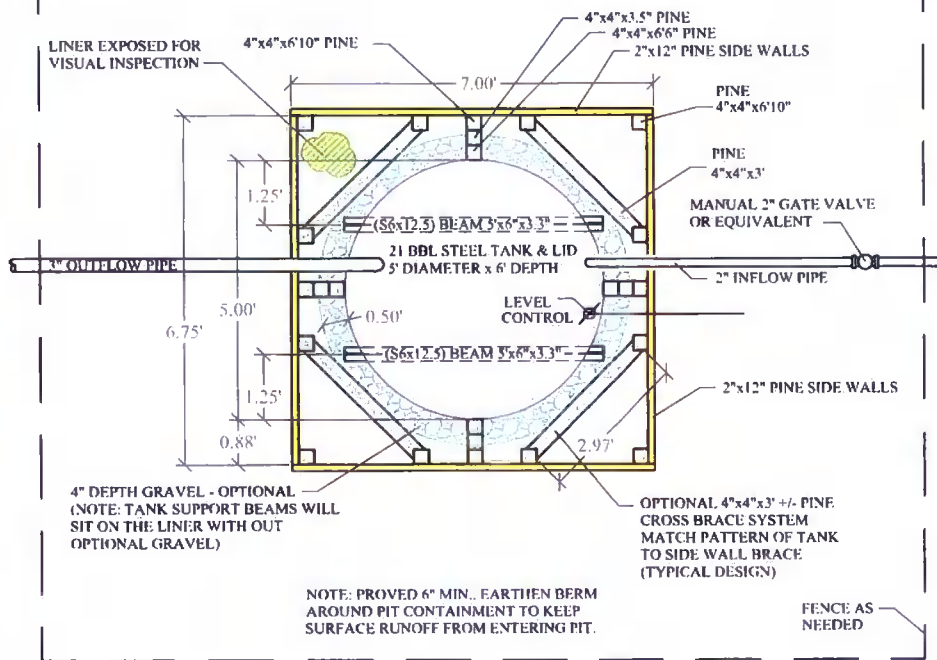 4"x4"x3.5" PINE
4"x4"x6'6" PINE
2"x12" PINE SIDE WALLS
4"x4"x6'10" PINE
LINER EXPOSED FOR
VISUAL INSPECTION
7.00'
PINE
4"x4"x6'10"
PINE
4"x4"x3'
MANUAL 2" GATE VALVE
OR EQUIVALENT
1.25'
(S6x12.5) BEAM 5'x6"x3.3"
21 BBL STEEL TANK & LID
5' DIAMETER x 6' DEPTH
3" OUTFLOW PIPE
2" INFLOW PIPE
5.00'
6.75'
0.50'
LEVEL
CONTROL
(S6x12.5) BEAM 5'x6"x3.3"
1.25'
2"x12" PINE SIDE WALLS
0.88'
2.97'
4" DEPTH GRAVEL - OPTIONAL
(NOTE: TANK SUPPORT BEAMS WILL
SIT ON THE LINER WITH OUT
OPTIONAL GRAVEL)
OPTIONAL 4"x4"x3' +/- PINE
CROSS BRACE SYSTEM
MATCH PATTERN OF TANK
TO SIDE WALL BRACE
(TYPICAL DESIGN)
NOTE: PROVED 6" MIN.. EARTHEN BERM
AROUND PIT CONTAINMENT TO KEEP
SURFACE RUNOFF FROM ENTERING PIT.
FENCE AS
NEEDED